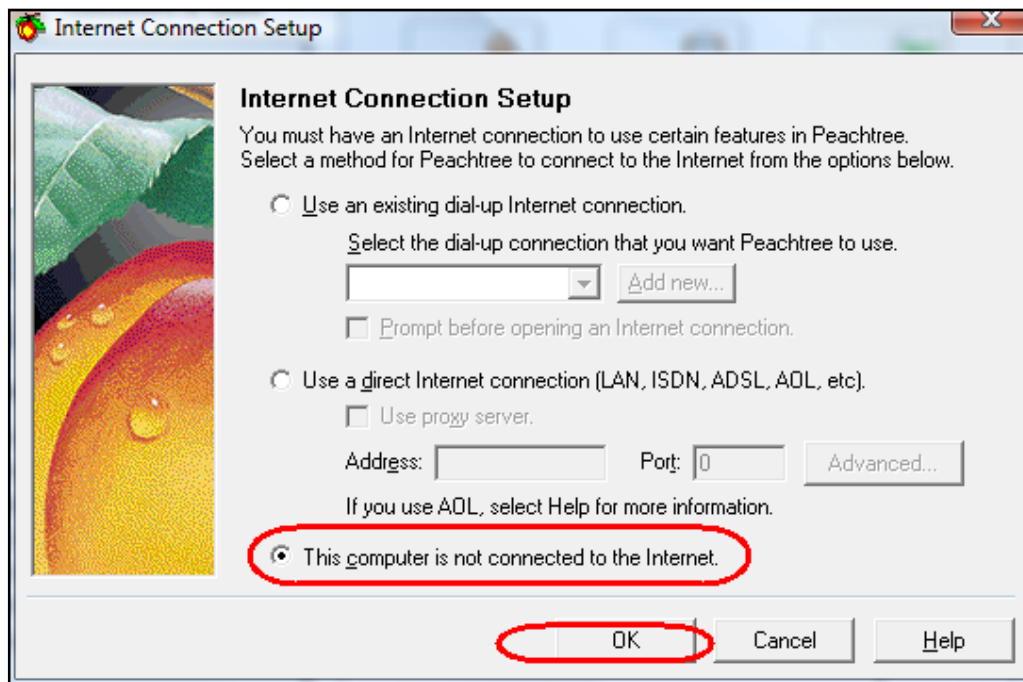 Internet Connection Setup
Internet Connection Setup
You must have an Internet connection to use certain features in Peachtree.
Select a method for Peachtree to connect to the Internet from the options below.
Use an existing dial-up Internet connection.
Select the dial-up connection that you want Peachtree to use.
Add new...
Prompt before opening an Internet connection.
Use a direct Internet connection (LAN, ISDN, ADSL, AOL, etc).
Use proxy server.
Address: Port: 0 Advanced...
If you use AOL, select Help for more information.
This computer is not connected to the Internet.
OK Cancel Help